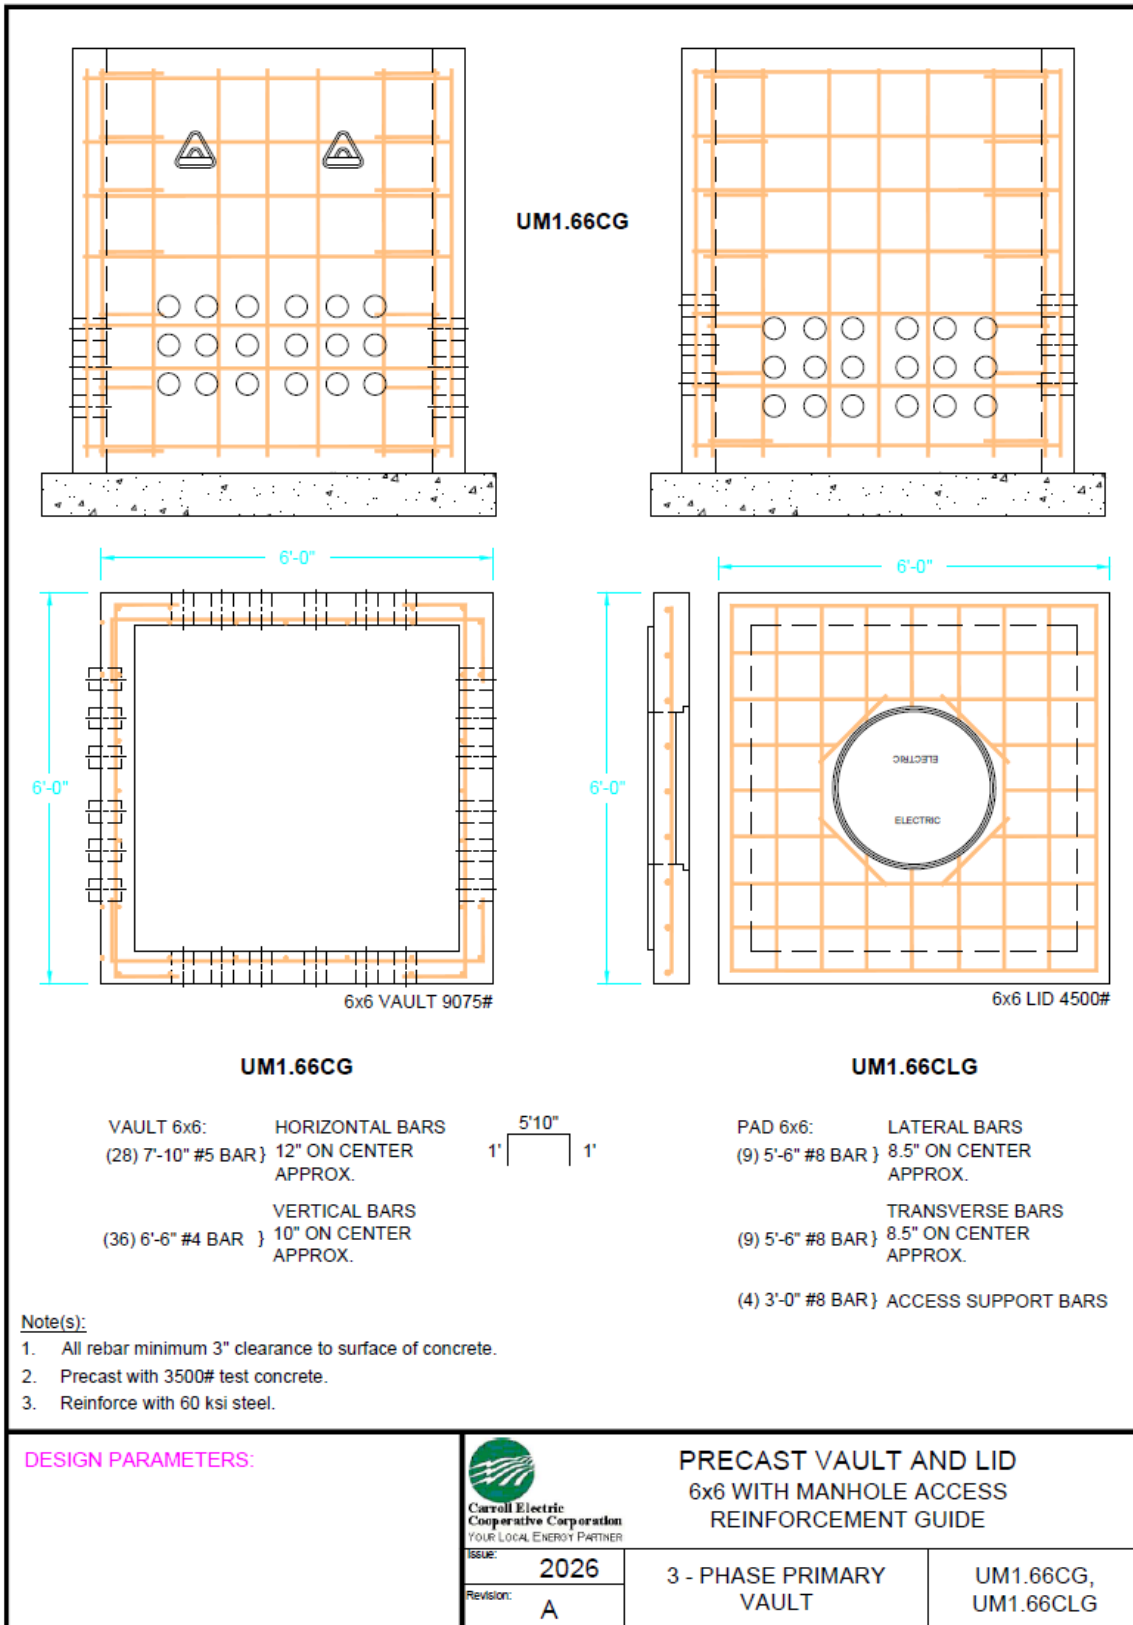 UM1.66CG
6'-0"
6'-0"
6'-0"
6'-0"
ELECTRIC
ELECTRIC
6x6 VAULT 9075#
6x6 LID 4500#
UM1.66CG
UM1.66CLG
VAULT 6x6:
HORIZONTAL BARS
(28) 7'-10" #5 BAR } 12" ON CENTER
APPROX.
5'10"
1'
1'
VERTICAL BARS
(36) 6'-6" #4 BAR } 10" ON CENTER
APPROX.
PAD 6x6:
LATERAL BARS
(9) 5'-6" #8 BAR } 8.5" ON CENTER
APPROX.
TRANSVERSE BARS
(9) 5'-6" #8 BAR } 8.5" ON CENTER
APPROX.
(4) 3'-0" #8 BAR } ACCESS SUPPORT BARS
Note(s):
1. All rebar minimum 3" clearance to surface of concrete.
2. Precast with 3500# test concrete.
3. Reinforce with 60 ksi steel.
DESIGN PARAMETERS:
Carroll Electric
Cooperative Corporation
YOUR LOCAL ENERGY PARTNER
PRECAST VAULT AND LID
6x6 WITH MANHOLE ACCESS
REINFORCEMENT GUIDE
Issue:
2026
Revision:
A
3 - PHASE PRIMARY
VAULT
UM1.66CG,
UM1.66CLG